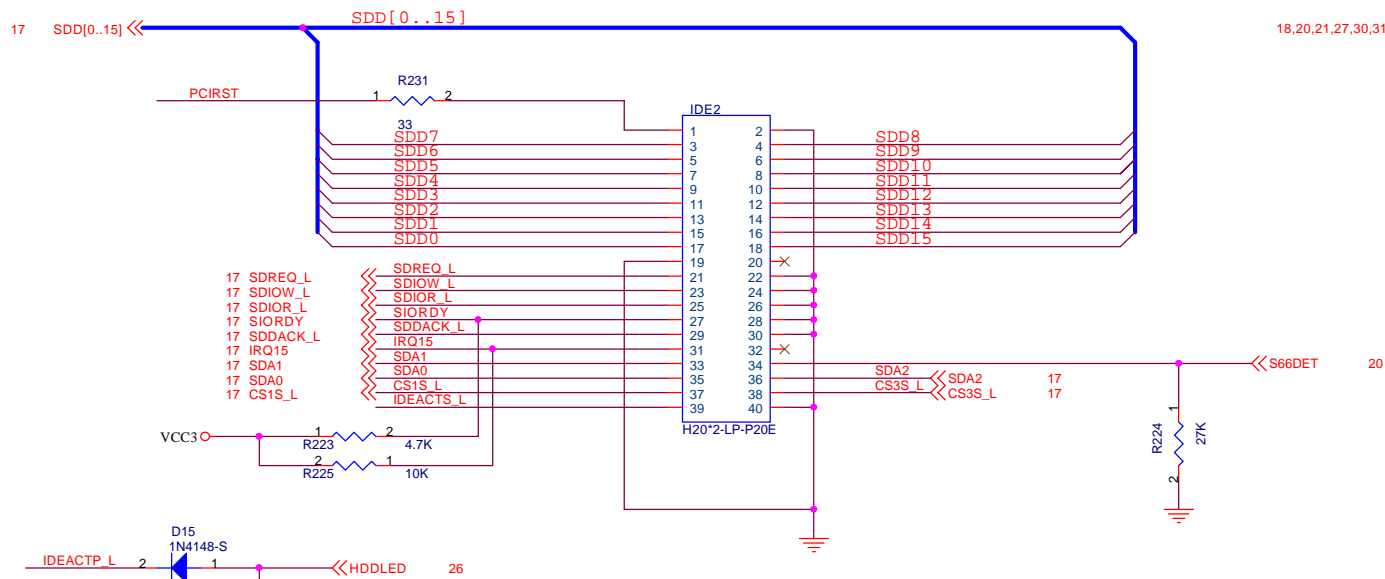 SDD[0..15]
17 SDD[0..15]
18,20,21,27,30,31
R231
PCIRST 1 2
33
IDE2
1 2
SDD7 3 4 SDD8
SDD6 5 6 SDD9
SDD5 7 8 SDD10
SDD4 9 10 SDD11
SDD3 11 12 SDD12
SDD2 13 14 SDD13
SDD1 15 16 SDD14
SDD0 17 18 SDD15
19 20
17 SDREQ_L SDREQ_L 21 22
17 SDIOW_L SDIOW_L 23 24
17 SDIOR_L SDIOR_L 25 26
17 SIORDY SIORDY 27 28
17 SDDACK_L SDDACK_L 29 30
17 IRQ15 IRQ15 31 32
17 SDA1 SDA1 33 34 S66DET 20
17 SDA0 SDA0 35 36 SDA2 SDA2 17
17 CS1S_L CS1S_L 37 38 CS3S_L CS3S_L 17
IDEACTS_L 39 40
H20*2-LP-P20E
VCC3
1 2
R223 4.7K
2 1
R225 10K
1
R224 27K
2
D15
1N4148-S
IDEACTP_L 2 1 HDDLED 26